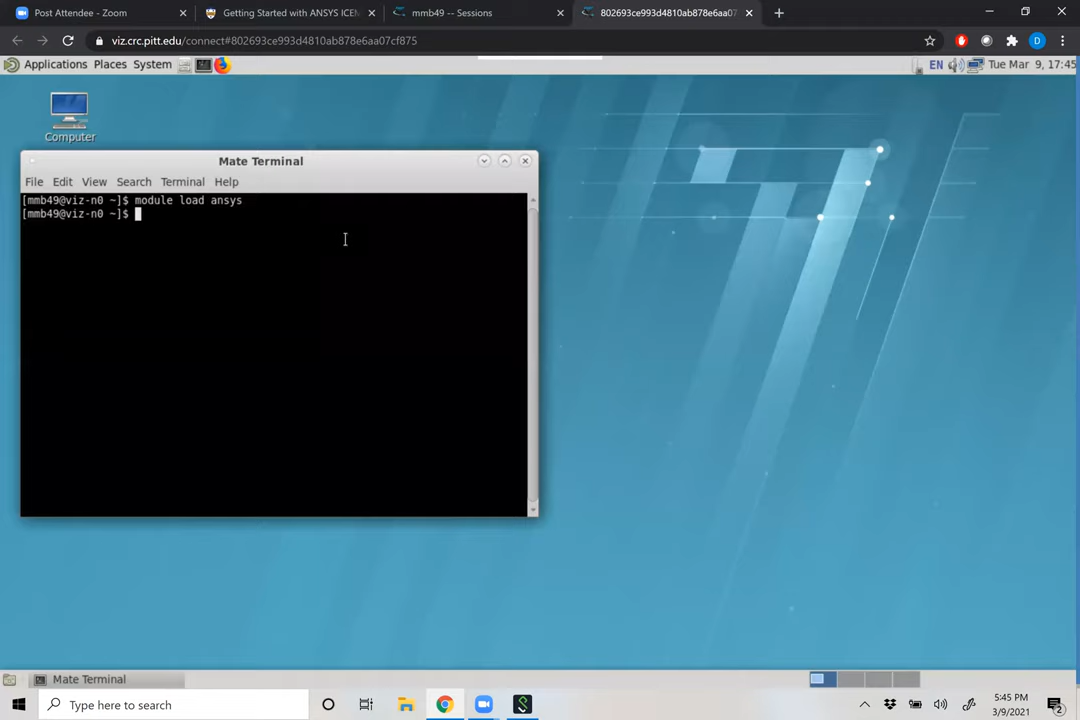 Post Attendee - Zoom
Getting Started with ANSYS ICEM
mmb49 -- Sessions
802693ce993d4810ab878e6aa07
viz.crc.pitt.edu/connect#802693ce993d4810ab878e6aa07cf875
D
Applications Places System
EN
Tue Mar 9, 17:45
Computer
Mate Terminal
File Edit View Search Terminal Help
[mmb49@viz-n0 ~]$ module load ansys
[mmb49@viz-n0 ~]$
Mate Terminal
Type here to search
5:45 PM
3/9/2021
2